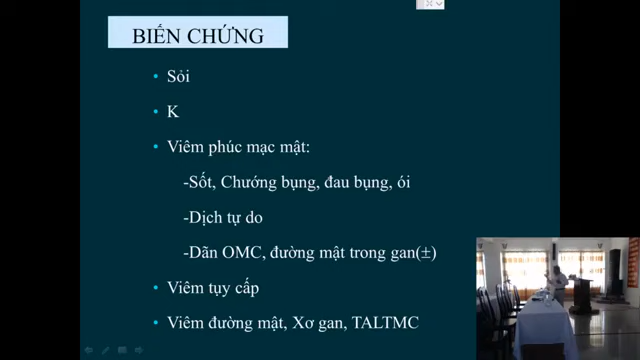 BIẾN CHỨNG
• Sỏi
• K
• Viêm phúc mạc mật:
-Sốt, Chướng bụng, đau bụng, ói
-Dịch tự do
-Dãn OMC, đường mật trong gan(±)
• Viêm tụy cấp
• Viêm đường mật, Xơ gan, TALTMC